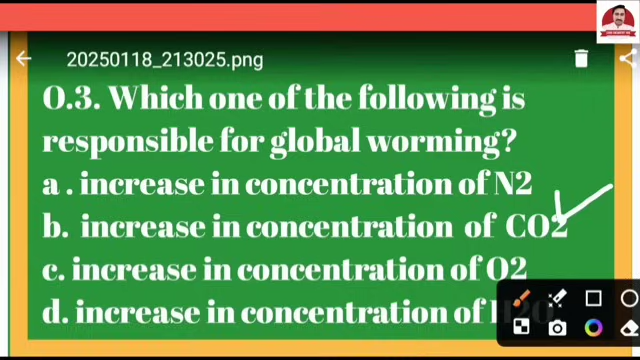 20250118_213025.png
Q.3. Which one of the following is
responsible for global worming?
a . increase in concentration of N2
b. increase in concentration of CO2
c. increase in concentration of O2
d. increase in concentration of H2O